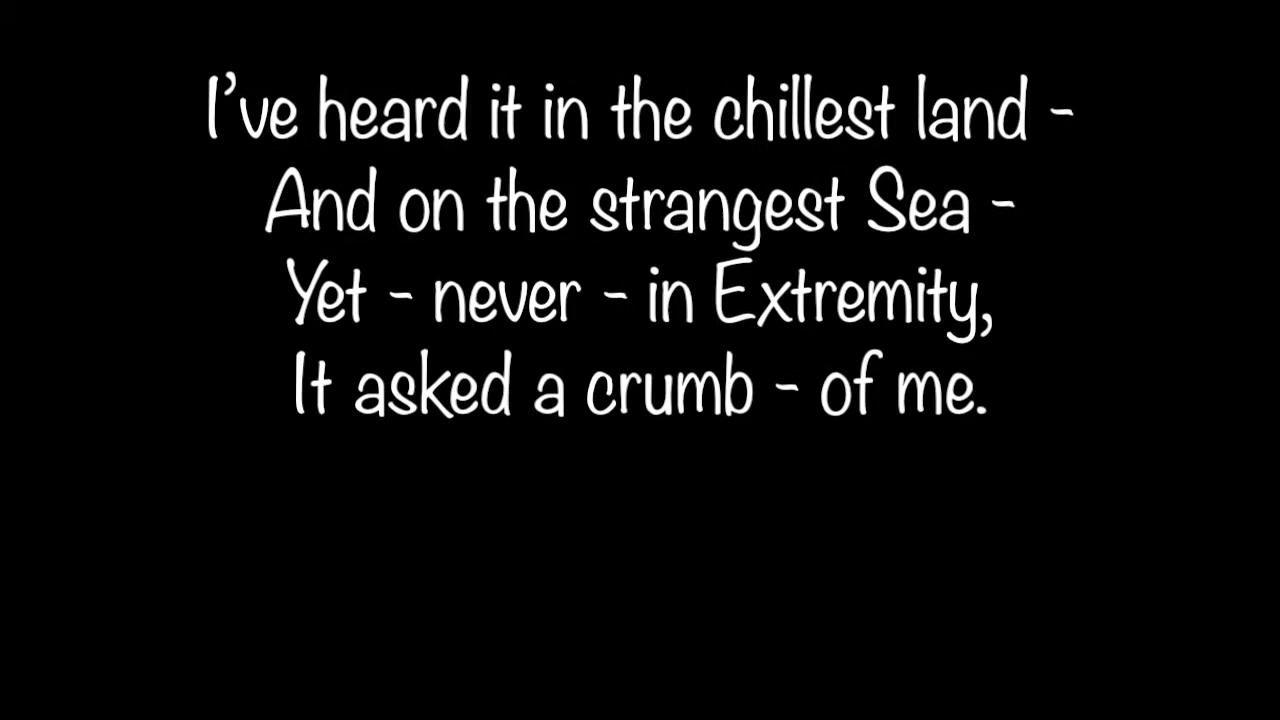 I've heard it in the chillest land -
And on the strangest Sea -
Yet - never - in Extremity,
It asked a crumb - of me.